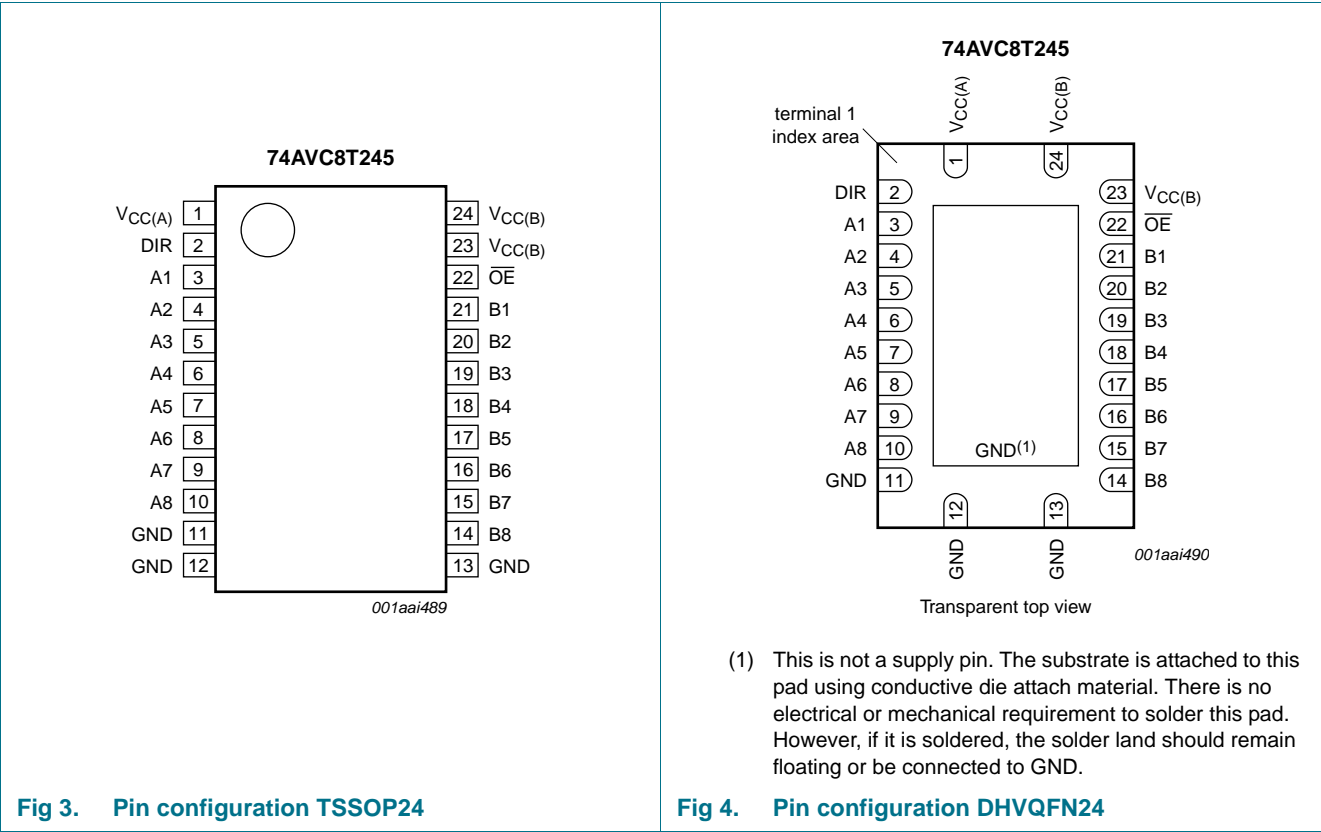 74AVC8T245
VCC(A) 1 24 VCC(B)
DIR 2 23 VCC(B)
A1 3 22 OE
A2 4 21 B1
A3 5 20 B2
A4 6 19 B3
A5 7 18 B4
A6 8 17 B5
A7 9 16 B6
A8 10 15 B7
GND 11 14 B8
GND 12 13 GND
001aai489
Fig 3. Pin configuration TSSOP24
74AVC8T245
terminal 1
index area
VCC(A) VCC(B)
1 24
DIR 2 23 VCC(B)
A1 3 22 OE
A2 4 21 B1
A3 5 20 B2
A4 6 19 B3
A5 7 18 B4
A6 8 17 B5
A7 9 16 B6
A8 10 GND(1) 15 B7
GND 11 14 B8
12 13
GND GND
001aai490
Transparent top view
(1) This is not a supply pin. The substrate is attached to this
pad using conductive die attach material. There is no
electrical or mechanical requirement to solder this pad.
However, if it is soldered, the solder land should remain
floating or be connected to GND.
Fig 4. Pin configuration DHVQFN24